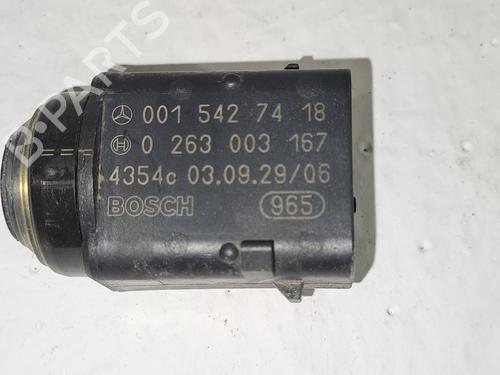 B-PARTS
001 542 74 18
0 263 003 167
4354c 03.09.29/06
BOSCH 965